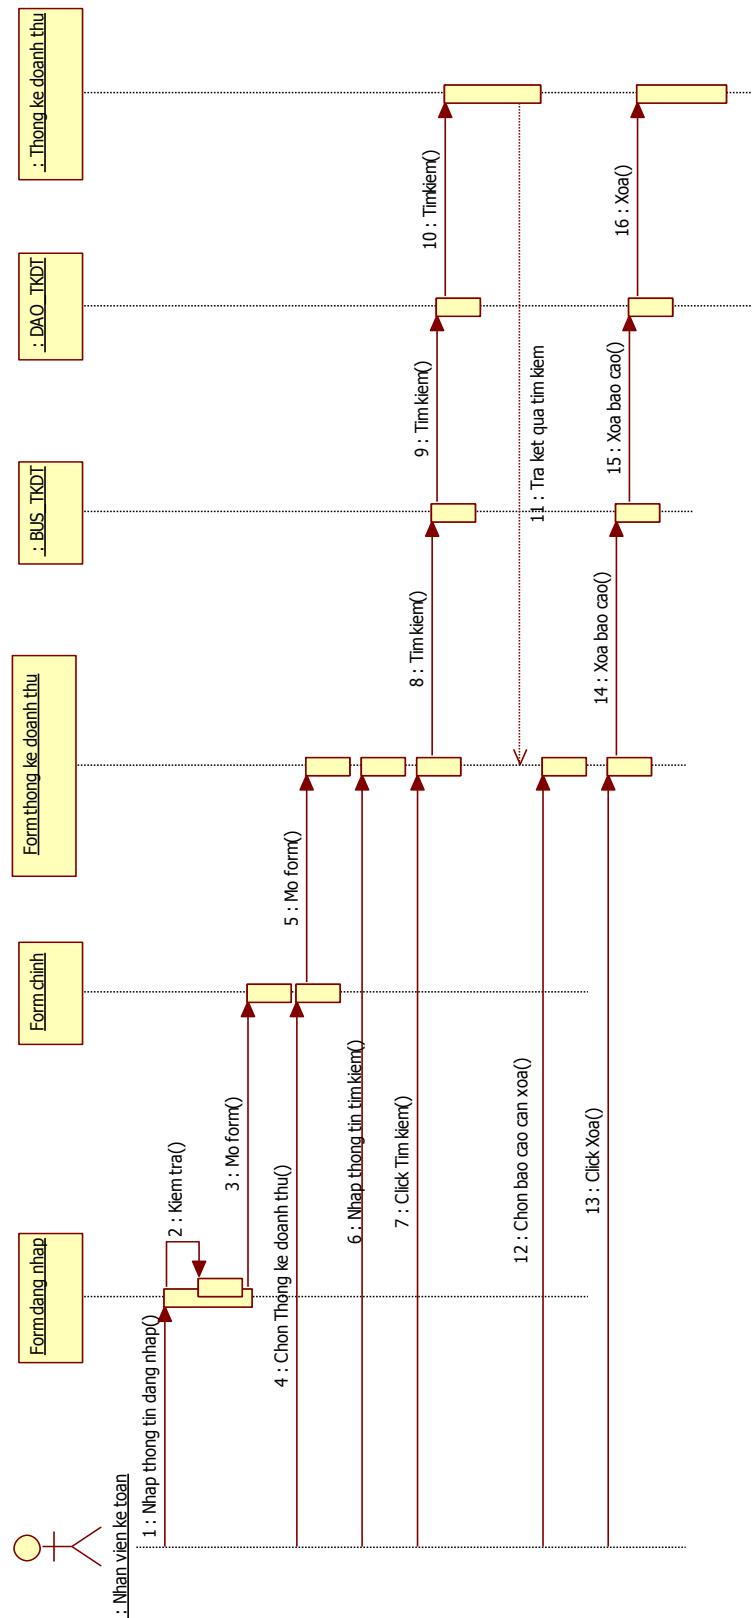 : Nhan vien ke toan
Form dang nhap
Form chinh
Form thong ke doanh thu
: BUS_TKDT
: DAO_TKDT
: Thong ke doanh thu
1 : Nhap thong tin dang nhap()
2 : Kiem tra()
3 : Mo form()
4 : Chon Thong ke doanh thu()
5 : Mo form()
6 : Nhap thong tin tim kiem()
7 : Click Tim kiem()
8 : Tim kiem()
9 : Tim kiem()
10 : Timkiem()
11 : Tra ket qua tim kiem
12 : Chon bao cao can xoa()
13 : Click Xoa()
14 : Xoa bao cao()
15 : Xoa bao cao()
16 : Xoa()